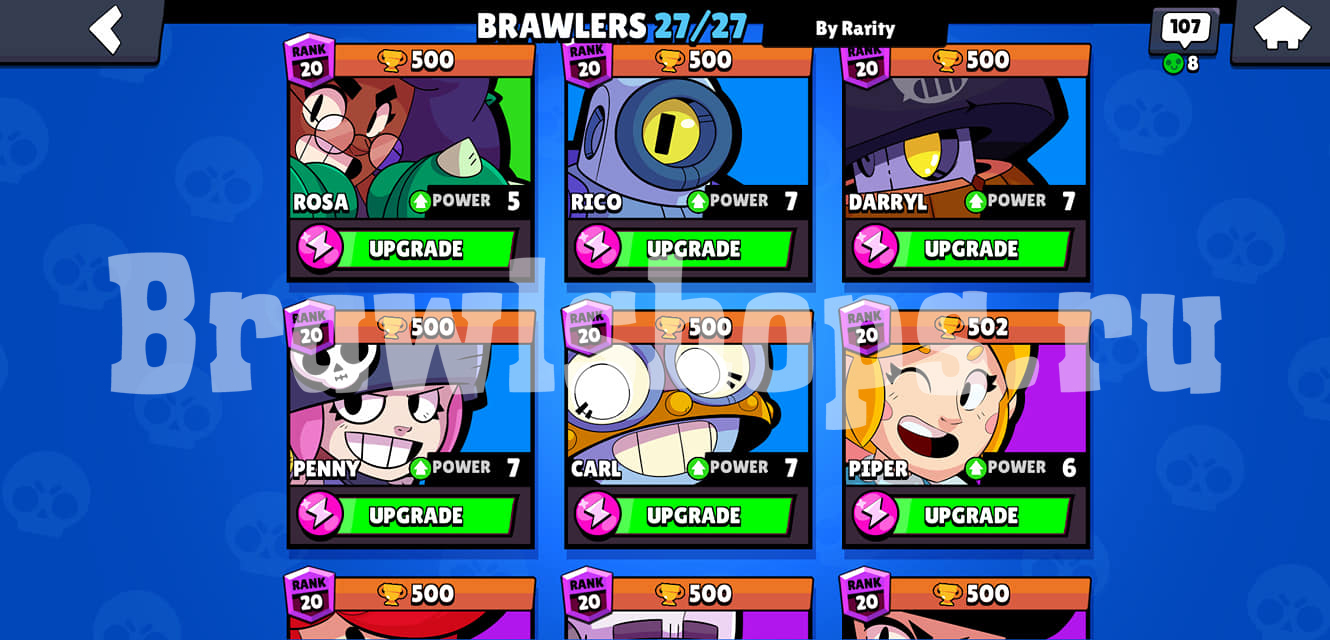 BRAWLERS 27/27
By Rarity
107
8
RANK 20
500
RANK 20
500
RANK 20
500
ROSA
POWER 5
RICO
POWER 7
DARRYL
POWER 7
UPGRADE
UPGRADE
UPGRADE
Brawlshops.ru
RANK 20
500
RANK 20
500
RANK 20
502
PENNY
POWER 7
CARL
POWER 7
PIPER
POWER 6
UPGRADE
UPGRADE
UPGRADE
RANK 20
500
RANK 20
500
RANK 20
500